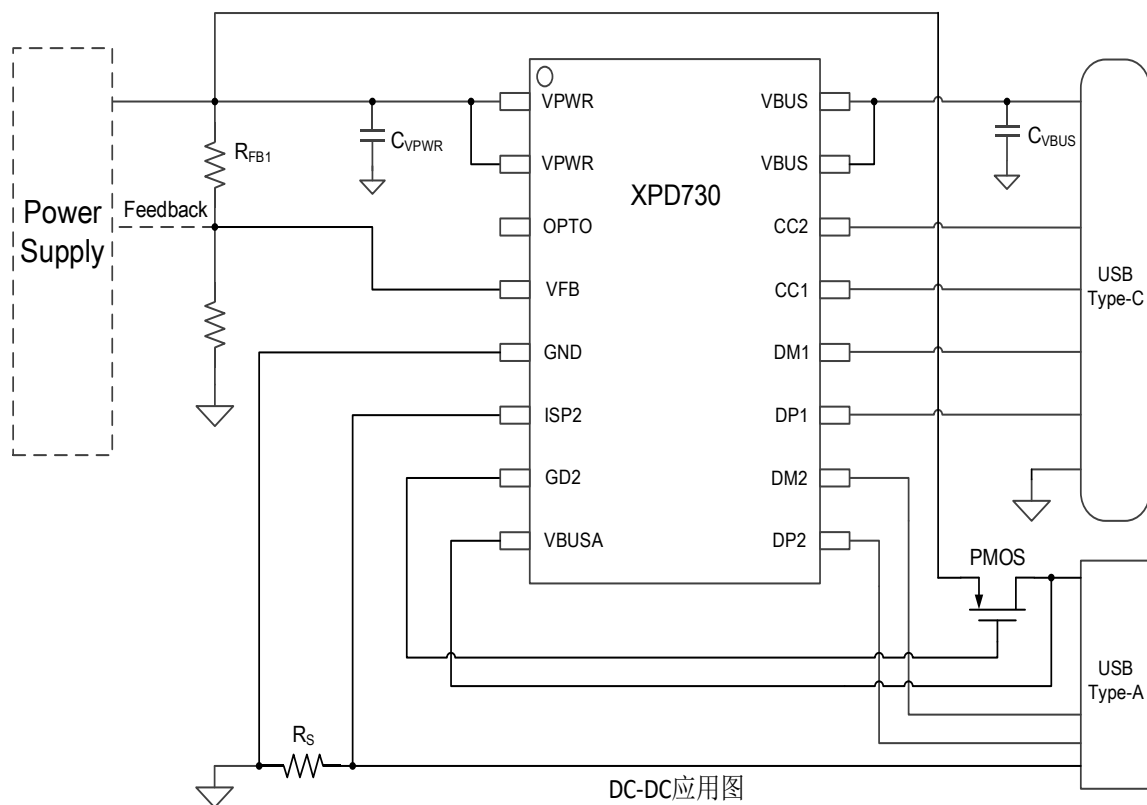 VPWR
VBUS
C_VPWR
C_VBUS
R_FB1
VPWR
VBUS
XPD730
Power
Supply
Feedback
OPTO
CC2
USB
Type-C
VFB
CC1
GND
DM1
ISP2
DP1
GD2
DM2
VBUSA
DP2
PMOS
USB
Type-A
R_S
DC-DC应用图